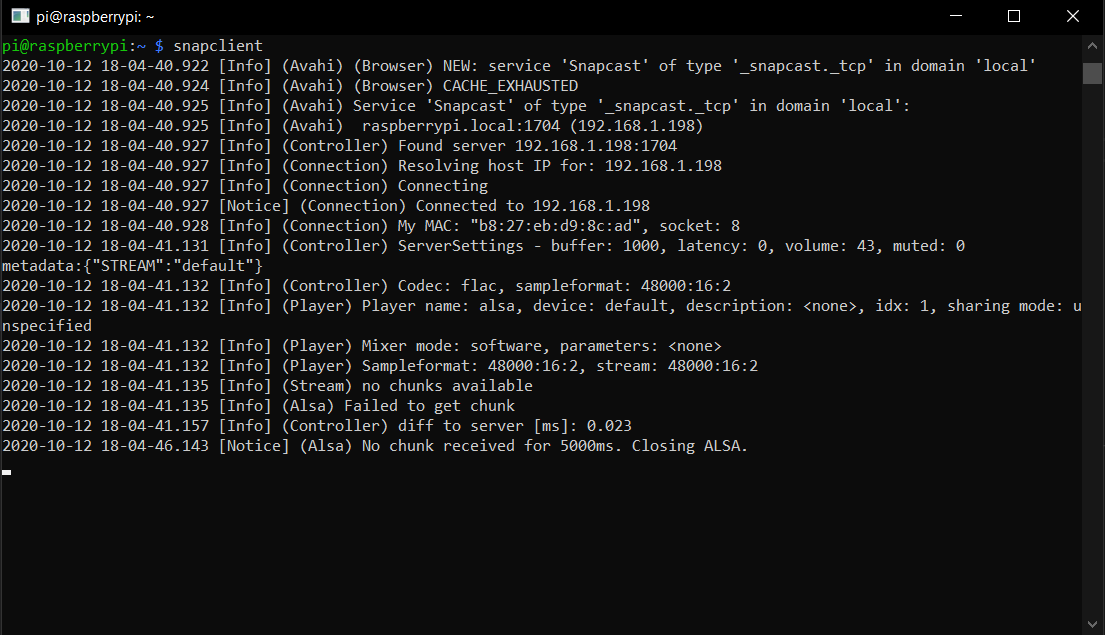 pi@raspberrypi: ~
pi@raspberrypi:~ $ snapclient
2020-10-12 18-04-40.922 [Info] (Avahi) (Browser) NEW: service 'Snapcast' of type '_snapcast._tcp' in domain 'local'
2020-10-12 18-04-40.924 [Info] (Avahi) (Browser) CACHE_EXHAUSTED
2020-10-12 18-04-40.925 [Info] (Avahi) Service 'Snapcast' of type '_snapcast._tcp' in domain 'local':
2020-10-12 18-04-40.925 [Info] (Avahi)  raspberrypi.local:1704 (192.168.1.198)
2020-10-12 18-04-40.927 [Info] (Controller) Found server 192.168.1.198:1704
2020-10-12 18-04-40.927 [Info] (Connection) Resolving host IP for: 192.168.1.198
2020-10-12 18-04-40.927 [Info] (Connection) Connecting
2020-10-12 18-04-40.927 [Notice] (Connection) Connected to 192.168.1.198
2020-10-12 18-04-40.928 [Info] (Connection) My MAC: "b8:27:eb:d9:8c:ad", socket: 8
2020-10-12 18-04-41.131 [Info] (Controller) ServerSettings - buffer: 1000, latency: 0, volume: 43, muted: 0
metadata:{"STREAM":"default"}
2020-10-12 18-04-41.132 [Info] (Controller) Codec: flac, sampleformat: 48000:16:2
2020-10-12 18-04-41.132 [Info] (Player) Player name: alsa, device: default, description: <none>, idx: 1, sharing mode: u
nspecified
2020-10-12 18-04-41.132 [Info] (Player) Mixer mode: software, parameters: <none>
2020-10-12 18-04-41.132 [Info] (Player) Sampleformat: 48000:16:2, stream: 48000:16:2
2020-10-12 18-04-41.135 [Info] (Stream) no chunks available
2020-10-12 18-04-41.135 [Info] (Alsa) Failed to get chunk
2020-10-12 18-04-41.157 [Info] (Controller) diff to server [ms]: 0.023
2020-10-12 18-04-46.143 [Notice] (Alsa) No chunk received for 5000ms. Closing ALSA.